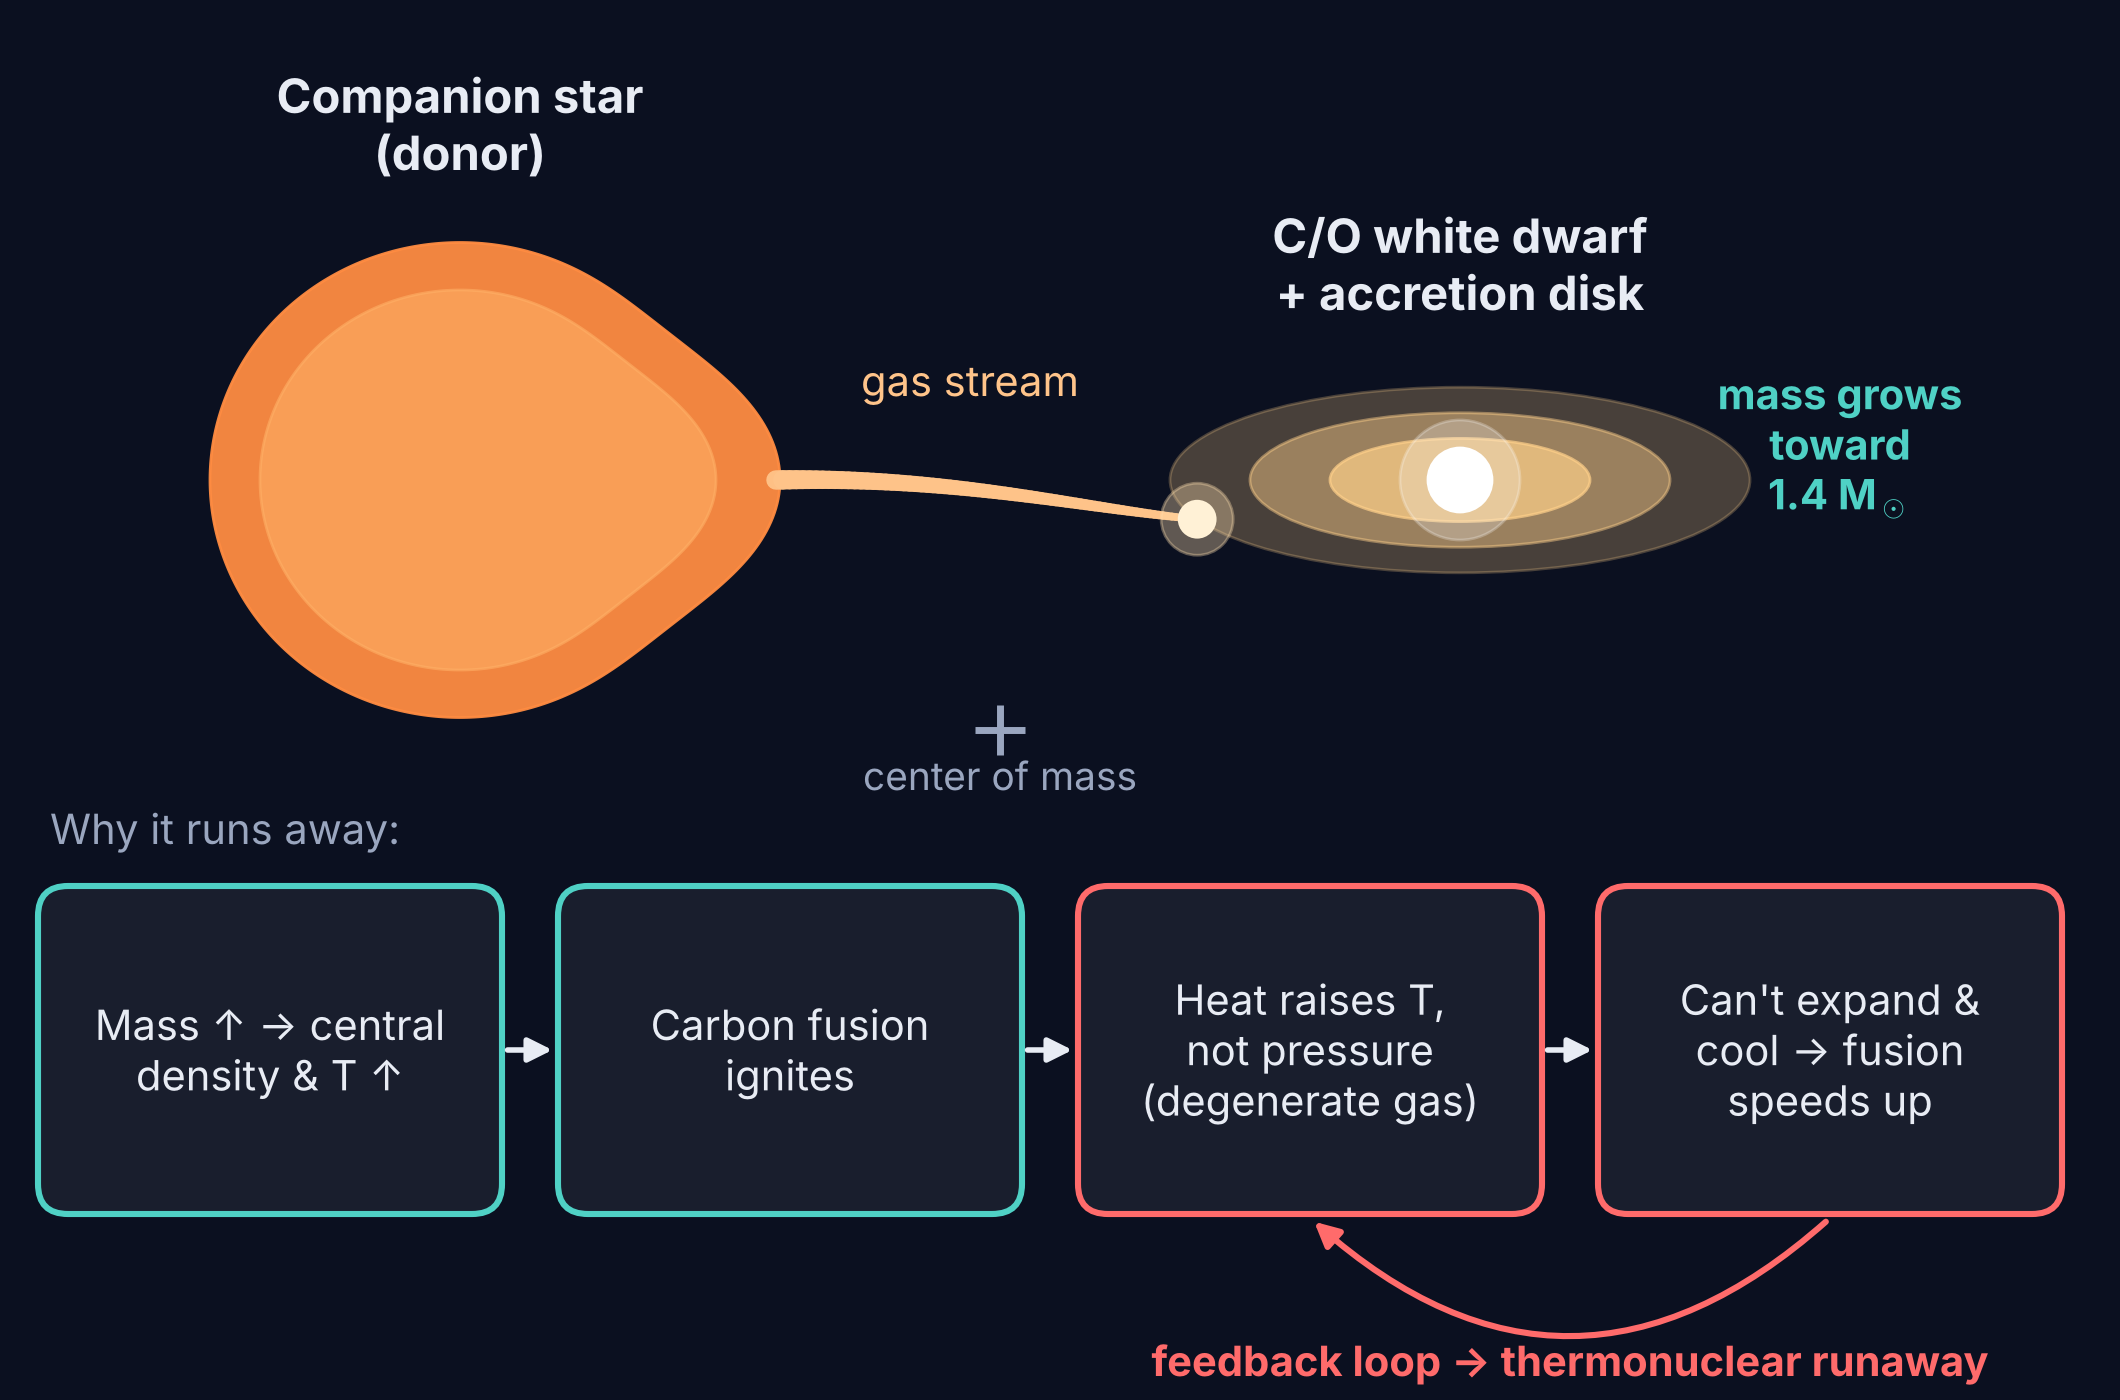 Companion star
(donor)
C/O white dwarf
+ accretion disk
gas stream
mass grows
toward
1.4 M☉
center of mass
Why it runs away:
Mass ↑ → central
density & T ↑
Carbon fusion
ignites
Heat raises T,
not pressure
(degenerate gas)
Can't expand &
cool → fusion
speeds up
feedback loop → thermonuclear runaway